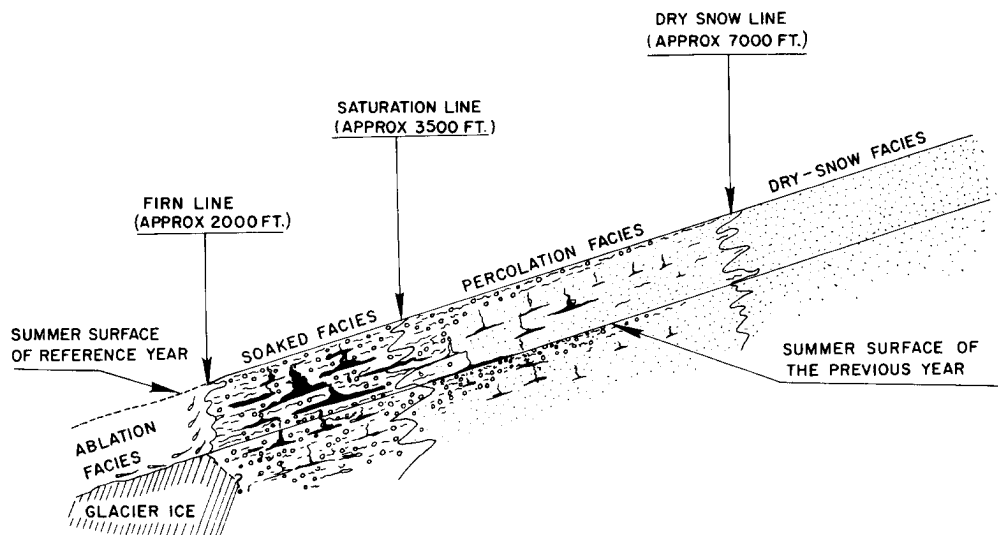 DRY SNOW LINE
(APPROX 7000 FT.)
SATURATION LINE
(APPROX 3500 FT.)
FIRN LINE
(APPROX 2000 FT.)
DRY-SNOW FACIES
PERCOLATION FACIES
SOAKED FACIES
SUMMER SURFACE
OF REFERENCE YEAR
SUMMER SURFACE OF
THE PREVIOUS YEAR
ABLATION
FACIES
GLACIER ICE